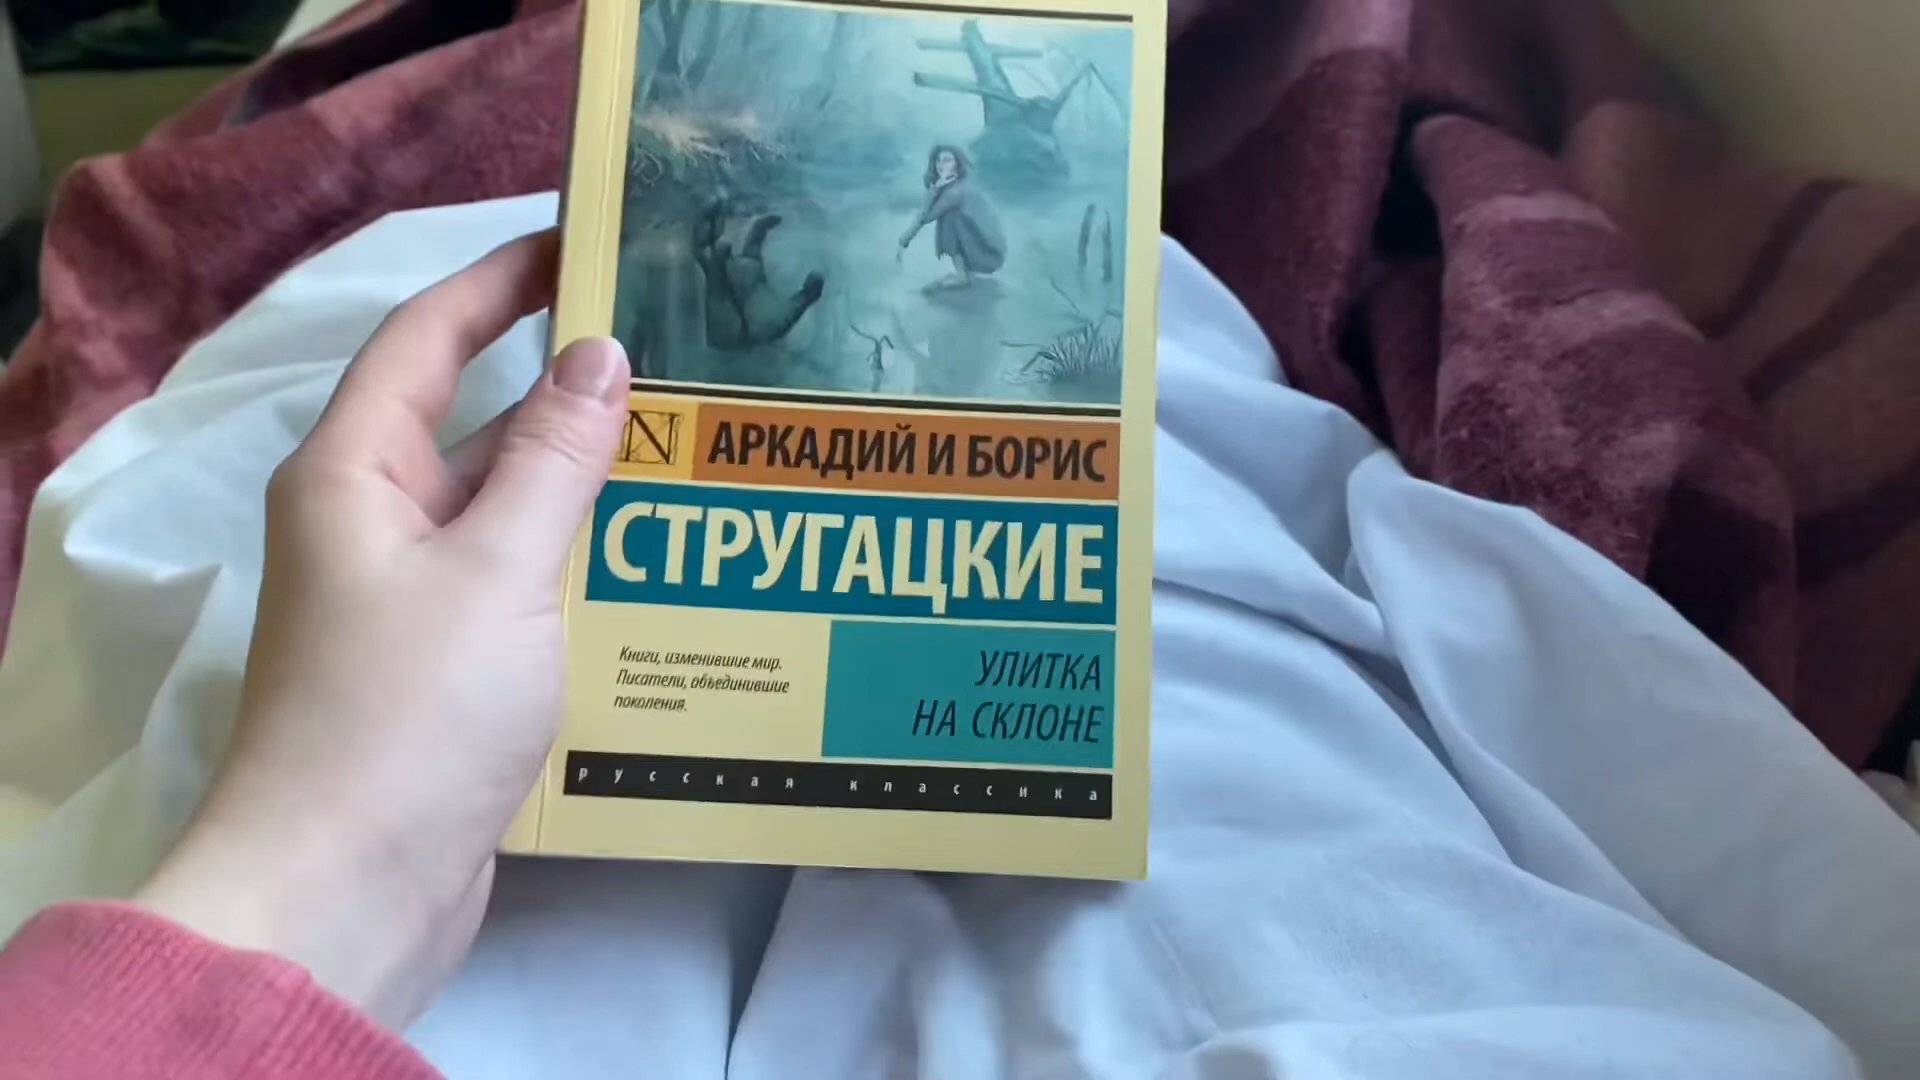 N
АРКАДИЙ И БОРИС
СТРУГАЦКИЕ
Книги, изменившие мир.
Писатели, объединившие
поколения.
УЛИТКА
НА СКЛОНЕ
русская классика